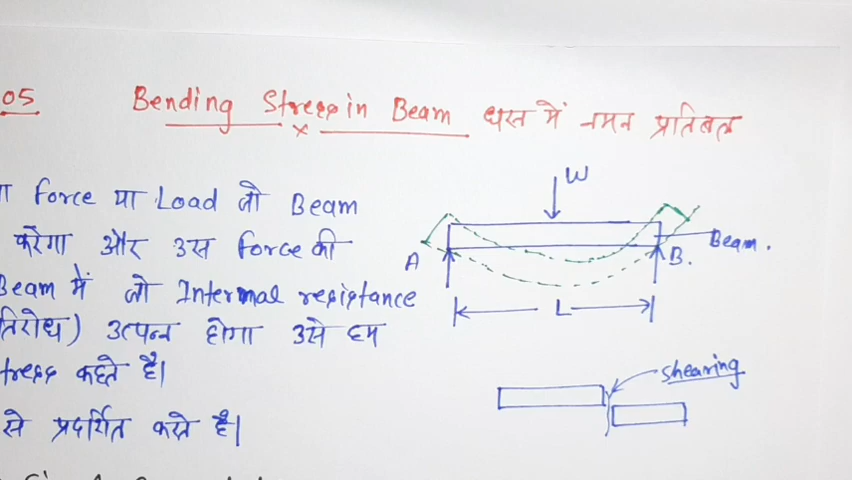 05 Bending Stress in Beam धरन में नमन प्रतिबल
Force या Load जो Beam
करेगा और उस force की
Beam में जो Internal resistance
तिरोध) उत्पन्न होगा उसे हम
tress कहते है।
से प्रदर्शित करते है।
W
A
B.
Beam.
L
shearing